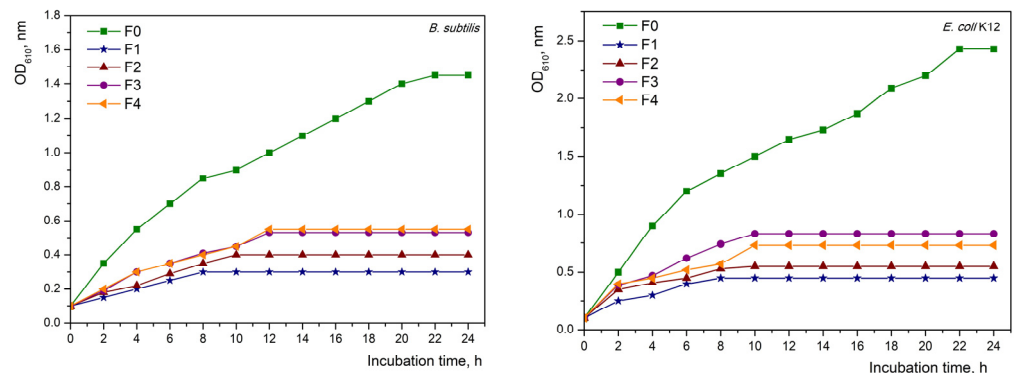 B. subtilis
OD610, nm
1.8
1.6
1.4
1.2
1.0
0.8
0.6
0.4
0.2
0.0
F0
F1
F2
F3
F4
0 2 4 6 8 10 12 14 16 18 20 22 24
Incubation time, h
E. coli K12
OD610, nm
2.5
2.0
1.5
1.0
0.5
0.0
F0
F1
F2
F3
F4
0 2 4 6 8 10 12 14 16 18 20 22 24
Incubation time, h